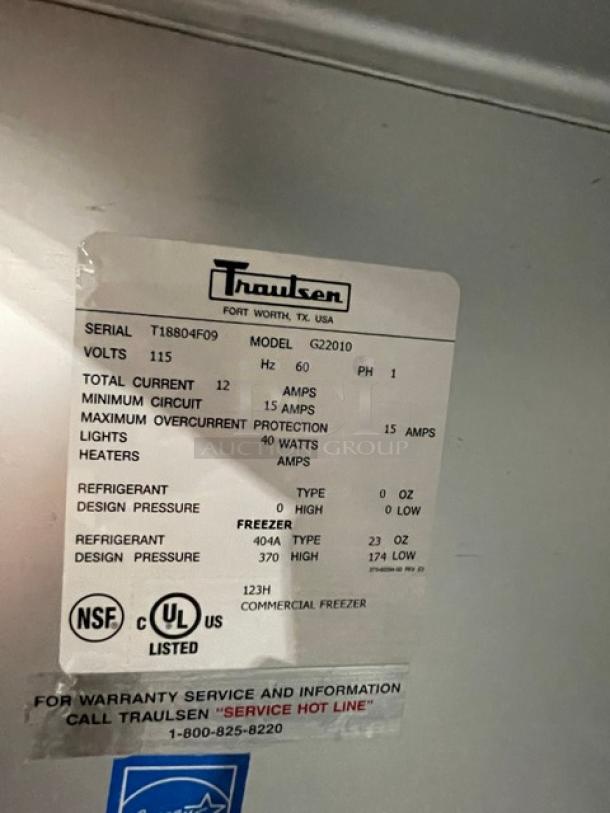 Traulsen
FORT WORTH, TX. USA
SERIAL T18804F09 MODEL G22010
VOLTS 115 Hz 60 PH 1
TOTAL CURRENT 12 AMPS
MINIMUM CIRCUIT 15 AMPS
MAXIMUM OVERCURRENT PROTECTION 15 AMPS
LIGHTS 40 WATTS
HEATERS AMPS
AUCTION GROUP
REFRIGERANT TYPE 0 OZ
DESIGN PRESSURE 0 HIGH 0 LOW
FREEZER
REFRIGERANT 404A TYPE 23 OZ
DESIGN PRESSURE 370 HIGH 174 LOW
123H
COMMERCIAL FREEZER
NSF®
C UL US
LISTED
FOR WARRANTY SERVICE AND INFORMATION
CALL TRAULSEN "SERVICE HOT LINE"
1-800-825-8220